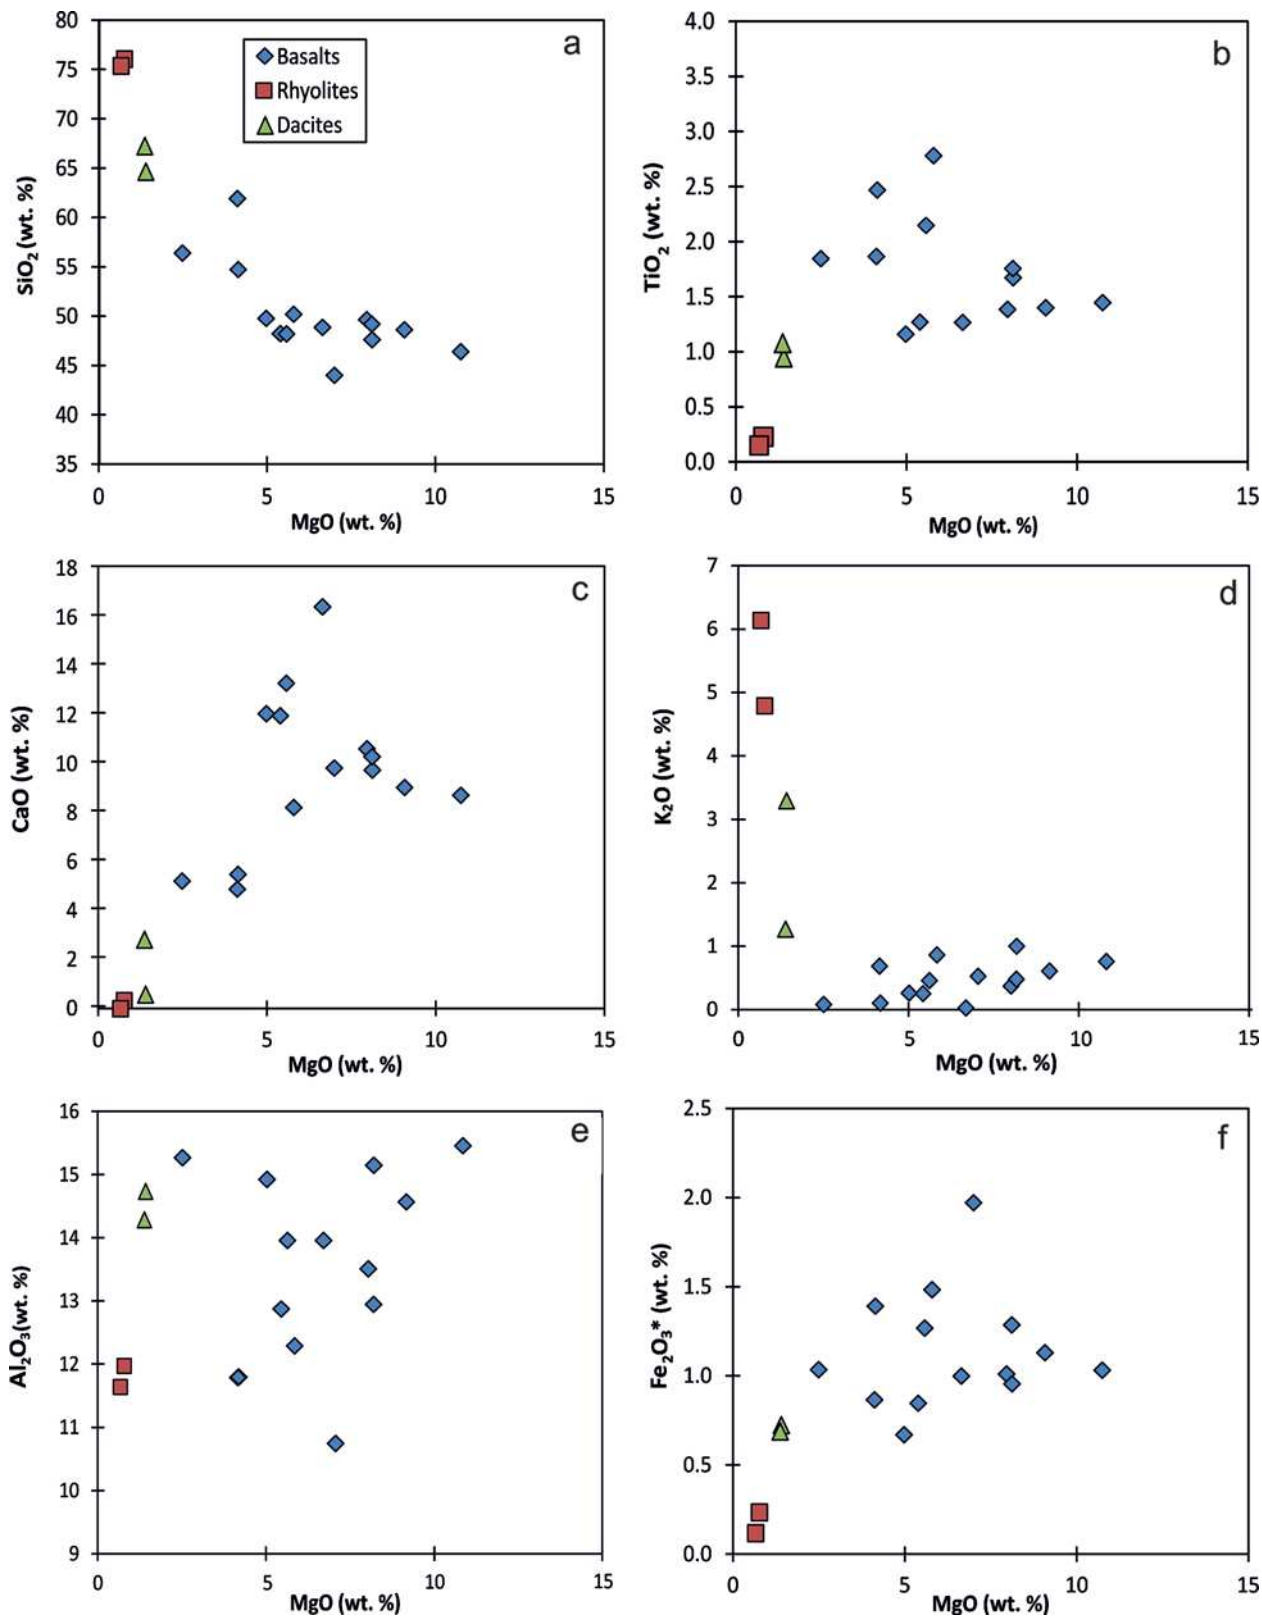 a
Basalts
Rhyolites
Dacites
80
75
70
65
60
55
50
45
40
35
SiO₂ (wt. %)
0 5 10 15
MgO (wt. %)
b
4.0
3.5
3.0
2.5
2.0
1.5
1.0
0.5
0.0
TiO₂ (wt. %)
0 5 10 15
MgO (wt. %)
c
18
16
14
12
10
8
6
4
2
0
CaO (wt. %)
0 5 10 15
MgO (wt. %)
d
7
6
5
4
3
2
1
0
K₂O (wt. %)
0 5 10 15
MgO (wt. %)
e
16
15
14
13
12
11
10
9
Al₂O₃(wt. %)
0 5 10 15
MgO (wt. %)
f
2.5
2.0
1.5
1.0
0.5
0.0
Fe₂O₃* (wt. %)
0 5 10 15
MgO (wt. %)